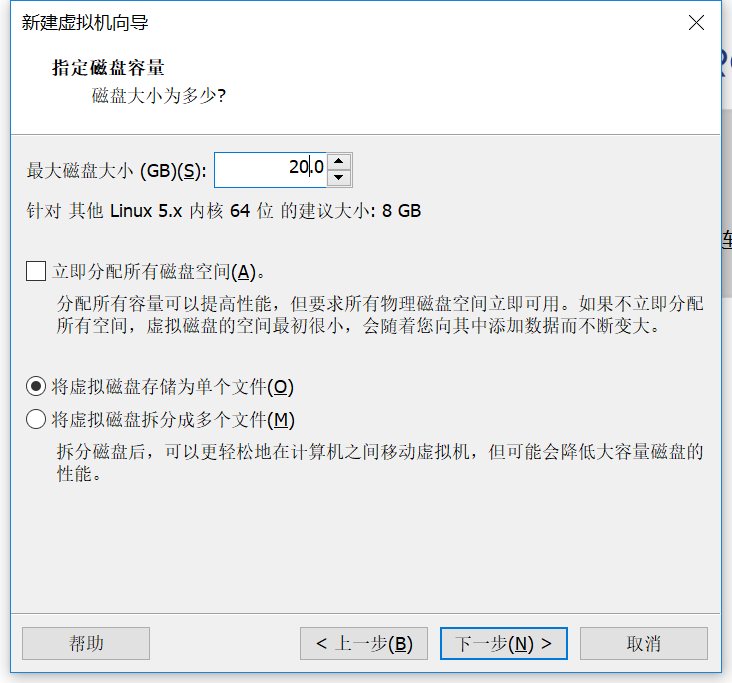 新建虚拟机向导
指定磁盘容量
磁盘大小为多少?
最大磁盘大小 (GB)(S): 20.0
针对 其他 Linux 5.x 内核 64 位 的建议大小: 8 GB
立即分配所有磁盘空间(A)。
分配所有容量可以提高性能，但要求所有物理磁盘空间立即可用。如果不立即分配
所有空间，虚拟磁盘的空间最初很小，会随着您向其中添加数据而不断变大。
将虚拟磁盘存储为单个文件(O)
将虚拟磁盘拆分成多个文件(M)
拆分磁盘后，可以更轻松地在计算机之间移动虚拟机，但可能会降低大容量磁盘的
性能。
帮助 < 上一步(B) 下一步(N) > 取消